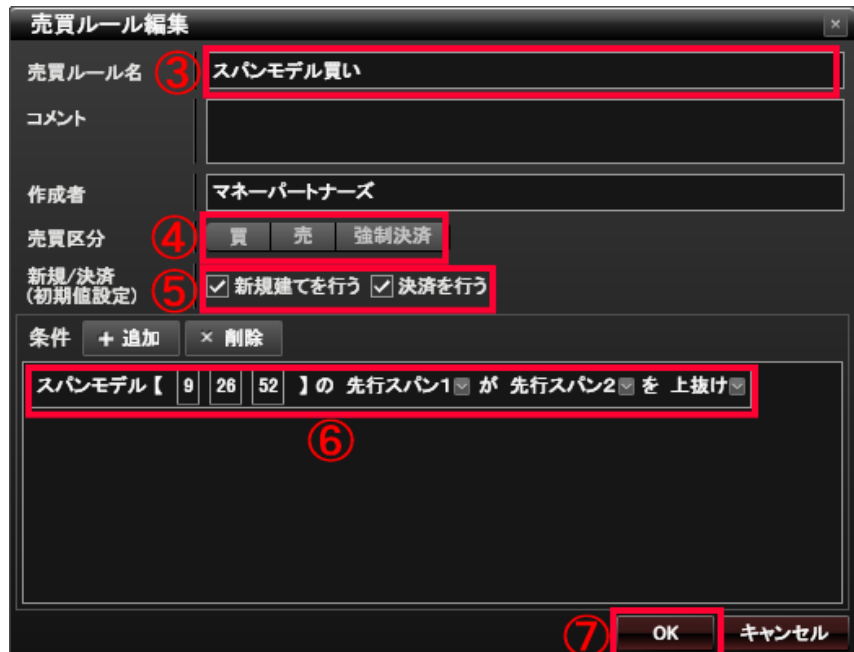 売買ルール編集 ×
売買ルール名 ③ スパンモデル買い
コメント
作成者 マネーパートナーズ
売買区分 ④ 買 売 強制決済
新規/決済
(初期値設定) ⑤ 新規建てを行う 決済を行う
条件 + 追加 × 削除
スパンモデル【 9 26 52 】の 先行スパン1 が 先行スパン2 を 上抜け
⑥
⑦ OK キャンセル